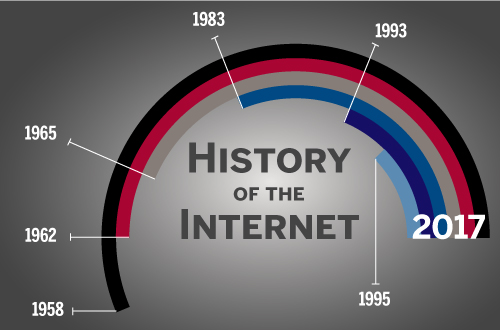 1983
1993
1965
HISTORY
OF THE
INTERNET
1962
2017
1958
1995